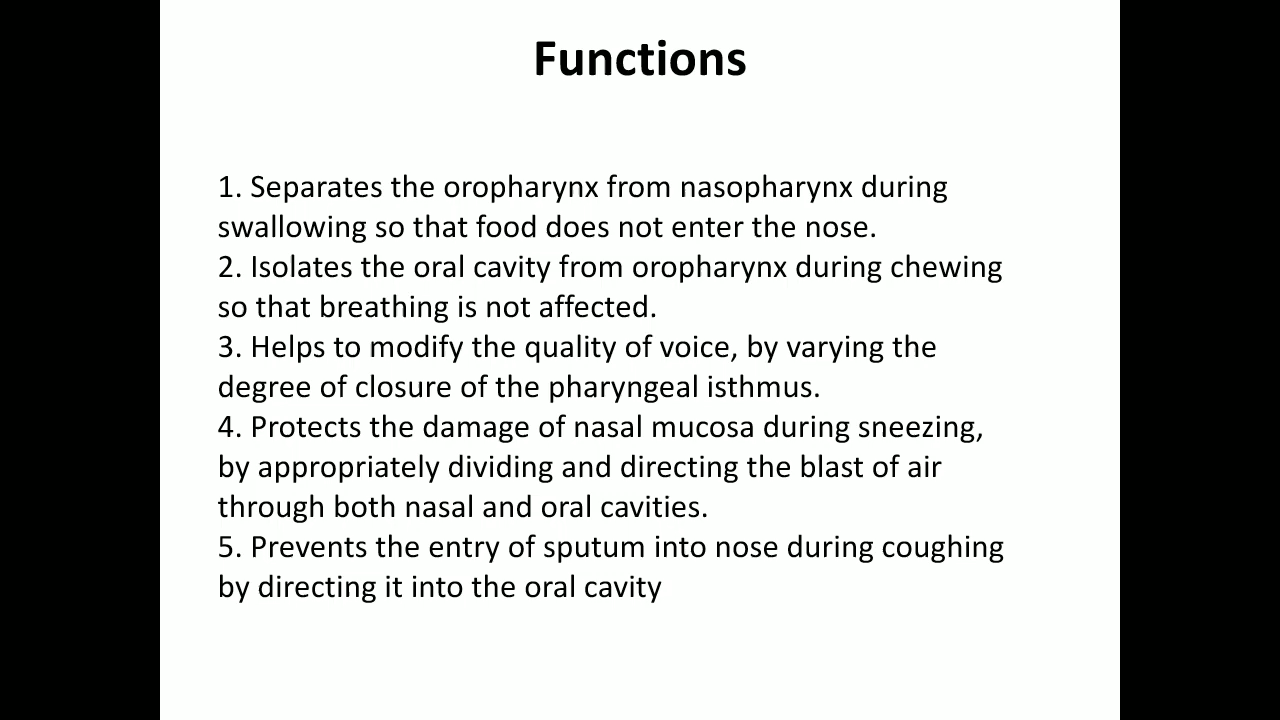 Functions
1. Separates the oropharynx from nasopharynx during
swallowing so that food does not enter the nose.
2. Isolates the oral cavity from oropharynx during chewing
so that breathing is not affected.
3. Helps to modify the quality of voice, by varying the
degree of closure of the pharyngeal isthmus.
4. Protects the damage of nasal mucosa during sneezing,
by appropriately dividing and directing the blast of air
through both nasal and oral cavities.
5. Prevents the entry of sputum into nose during coughing
by directing it into the oral cavity